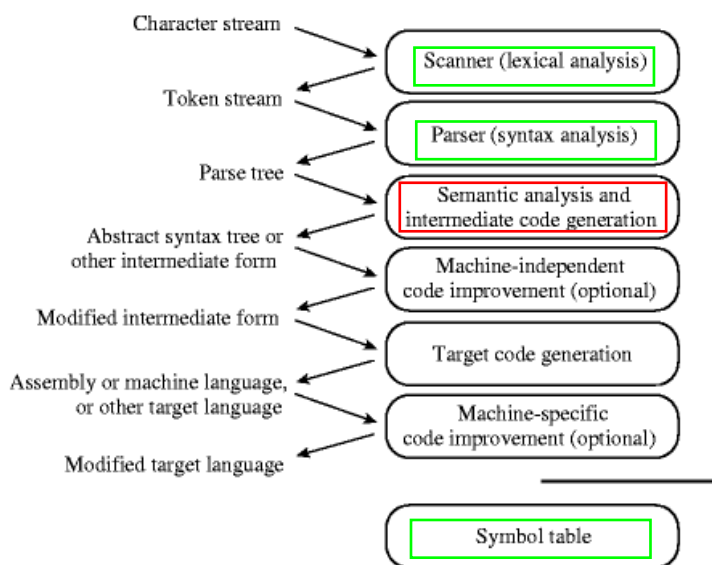 Character stream
Scanner (lexical analysis)
Token stream
Parser (syntax analysis)
Parse tree
Semantic analysis and
intermediate code generation
Abstract syntax tree or
other intermediate form
Machine-independent
code improvement (optional)
Modified intermediate form
Target code generation
Assembly or machine language,
or other target language
Machine-specific
code improvement (optional)
Modified target language
Symbol table